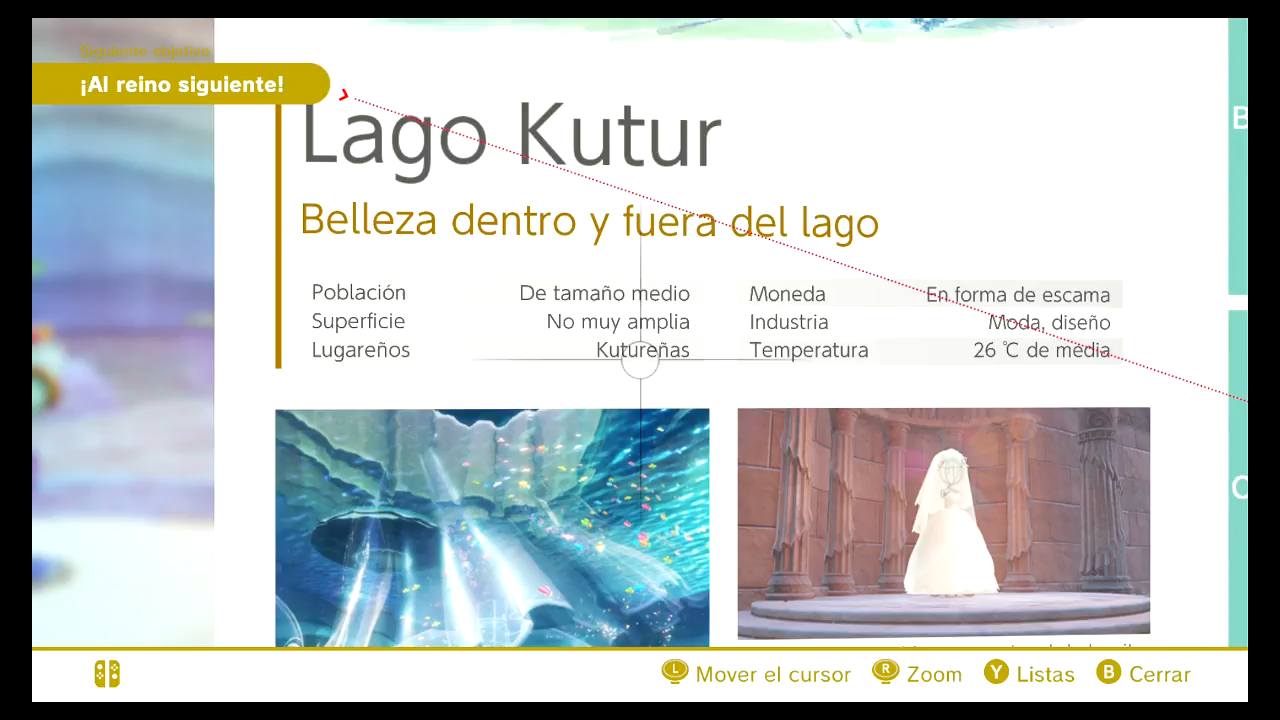 Siguiente objetivo
¡Al reino siguiente!
Lago Kutur
Belleza dentro y fuera del lago
Población De tamaño medio Moneda En forma de escama
Superficie No muy amplia Industria Moda, diseño
Lugareños Kutureñas Temperatura 26 °C de media
L Mover el cursor R Zoom Y Listas B Cerrar